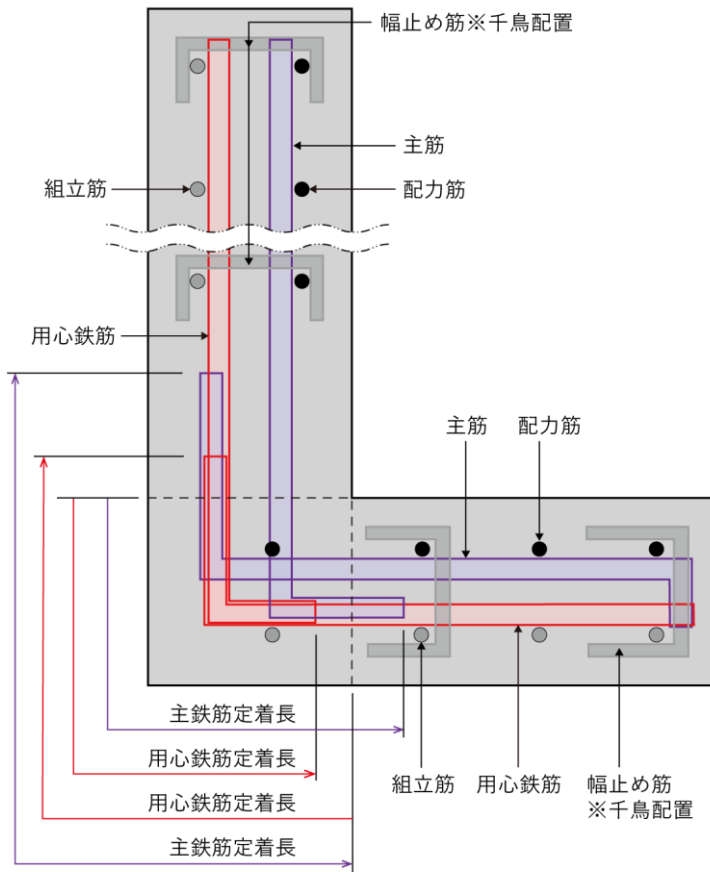 幅止め筋※千鳥配置
主筋
組立筋
配力筋
用心鉄筋
主筋
配力筋
主鉄筋定着長
用心鉄筋定着長
組立筋
用心鉄筋
幅止め筋
※千鳥配置
用心鉄筋定着長
主鉄筋定着長